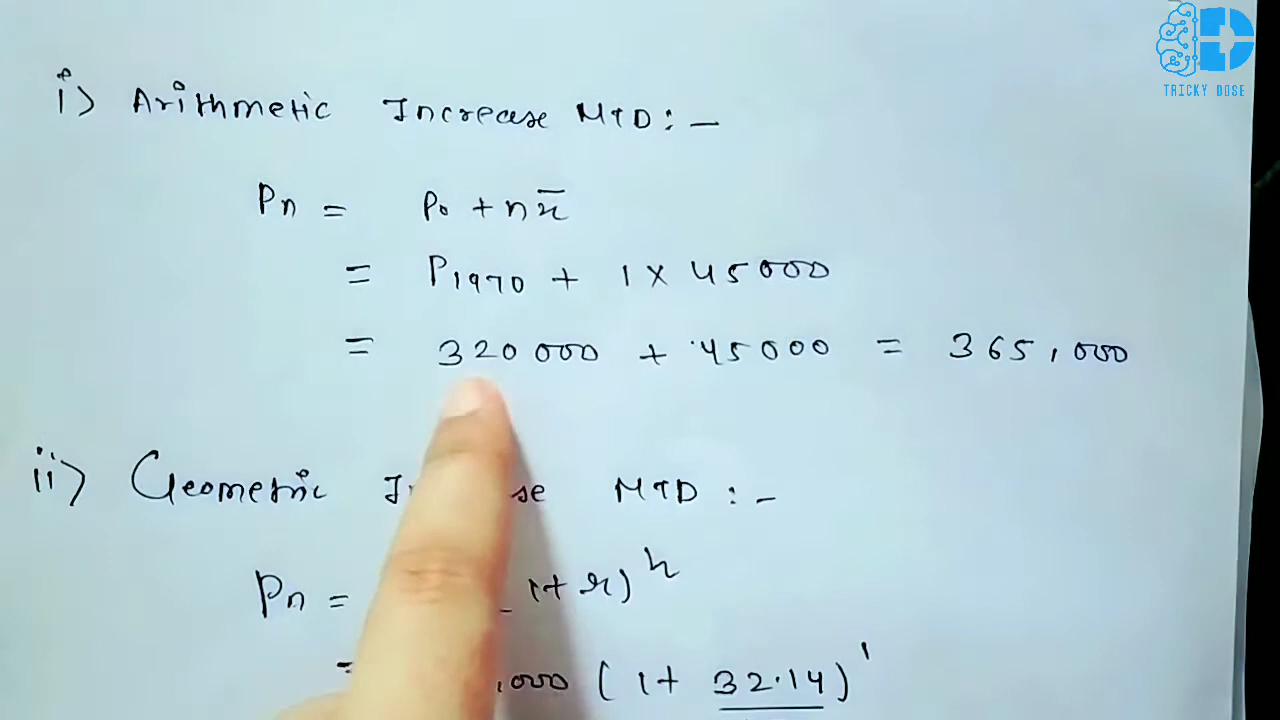 TRICKY DOSE
i) Arithmetic Increase MTD:-
Pn = P0 + nx̄
= P1970 + 1 × 45000
= 320000 + 45000 = 365,000
ii) Geometric MTD :-
Pn = (1+r)^n
= ,000 (1+ 32.14)^1